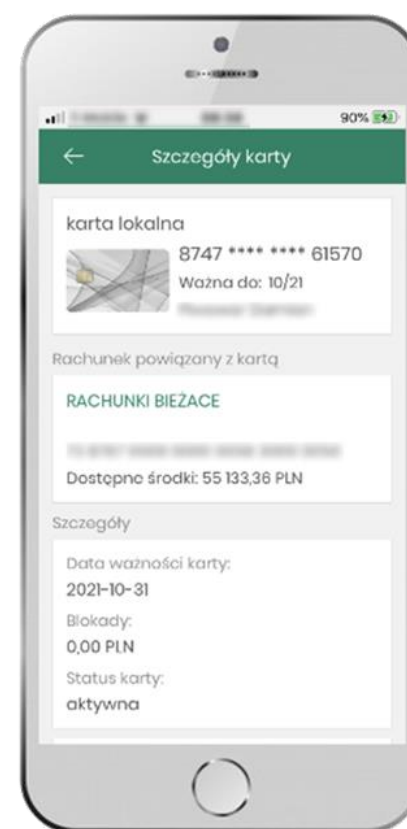 90%
Szczegóły karty
karta lokalna
8747 **** **** 61570
Ważna do: 10/21
Rachunek powiązany z kartą
RACHUNKI BIEŻACE
Dostępne środki: 55 133,36 PLN
Szczegóły
Data ważności karty:
2021-10-31
Blokady:
0,00 PLN
Status karty:
aktywna